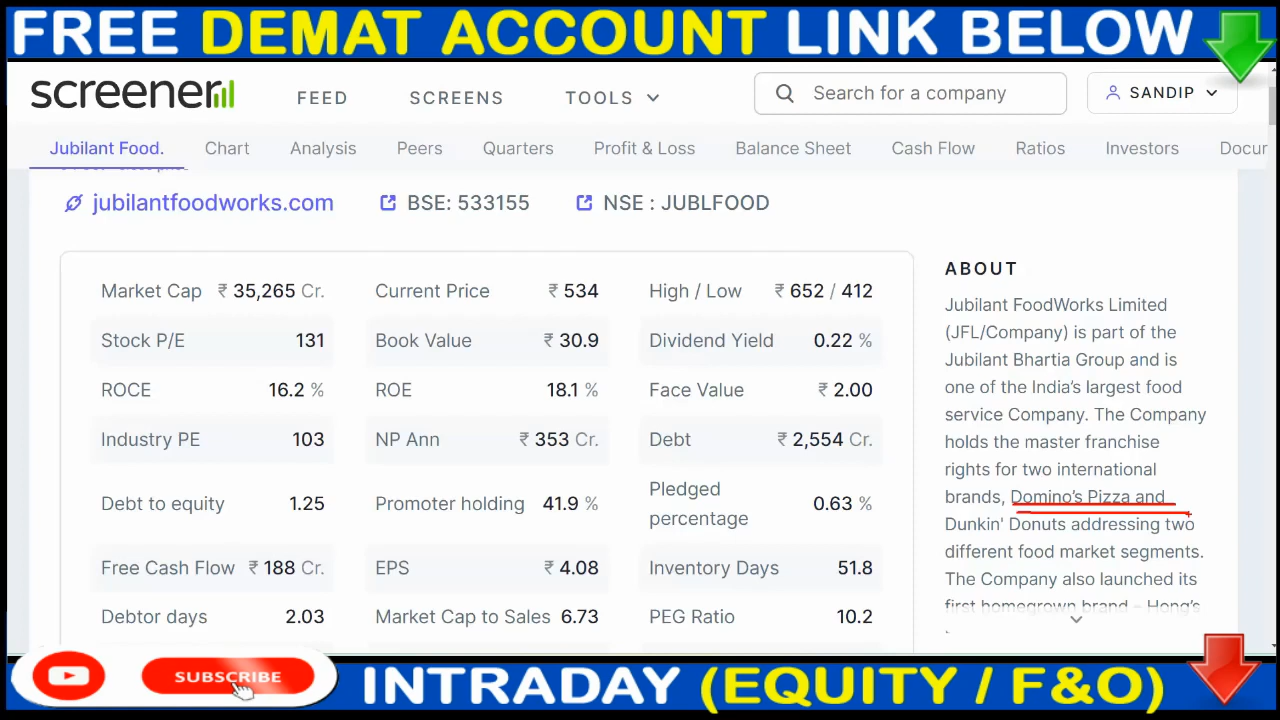 FREE DEMAT ACCOUNT LINK BELOW
screener
FEED
SCREENS
TOOLS
Search for a company
SANDIP
Jubilant Food.
Chart
Analysis
Peers
Quarters
Profit & Loss
Balance Sheet
Cash Flow
Ratios
Investors
Docur
jubilantfoodworks.com
BSE: 533155
NSE : JUBLFOOD
Market Cap ₹ 35,265 Cr.
Current Price ₹ 534
High / Low ₹ 652 / 412
Stock P/E 131
Book Value ₹ 30.9
Dividend Yield 0.22 %
ROCE 16.2 %
ROE 18.1 %
Face Value ₹ 2.00
Industry PE 103
NP Ann ₹ 353 Cr.
Debt ₹ 2,554 Cr.
Debt to equity 1.25
Promoter holding 41.9 %
Pledged
percentage 0.63 %
Free Cash Flow ₹ 188 Cr.
EPS ₹ 4.08
Inventory Days 51.8
Debtor days 2.03
Market Cap to Sales 6.73
PEG Ratio 10.2
ABOUT
Jubilant FoodWorks Limited
(JFL/Company) is part of the
Jubilant Bhartia Group and is
one of the India's largest food
service Company. The Company
holds the master franchise
rights for two international
brands, Domino's Pizza and
Dunkin' Donuts addressing two
different food market segments.
The Company also launched its
first homegrown brand – Hong's
SUBSCRIBE
INTRADAY (EQUITY / F&O)